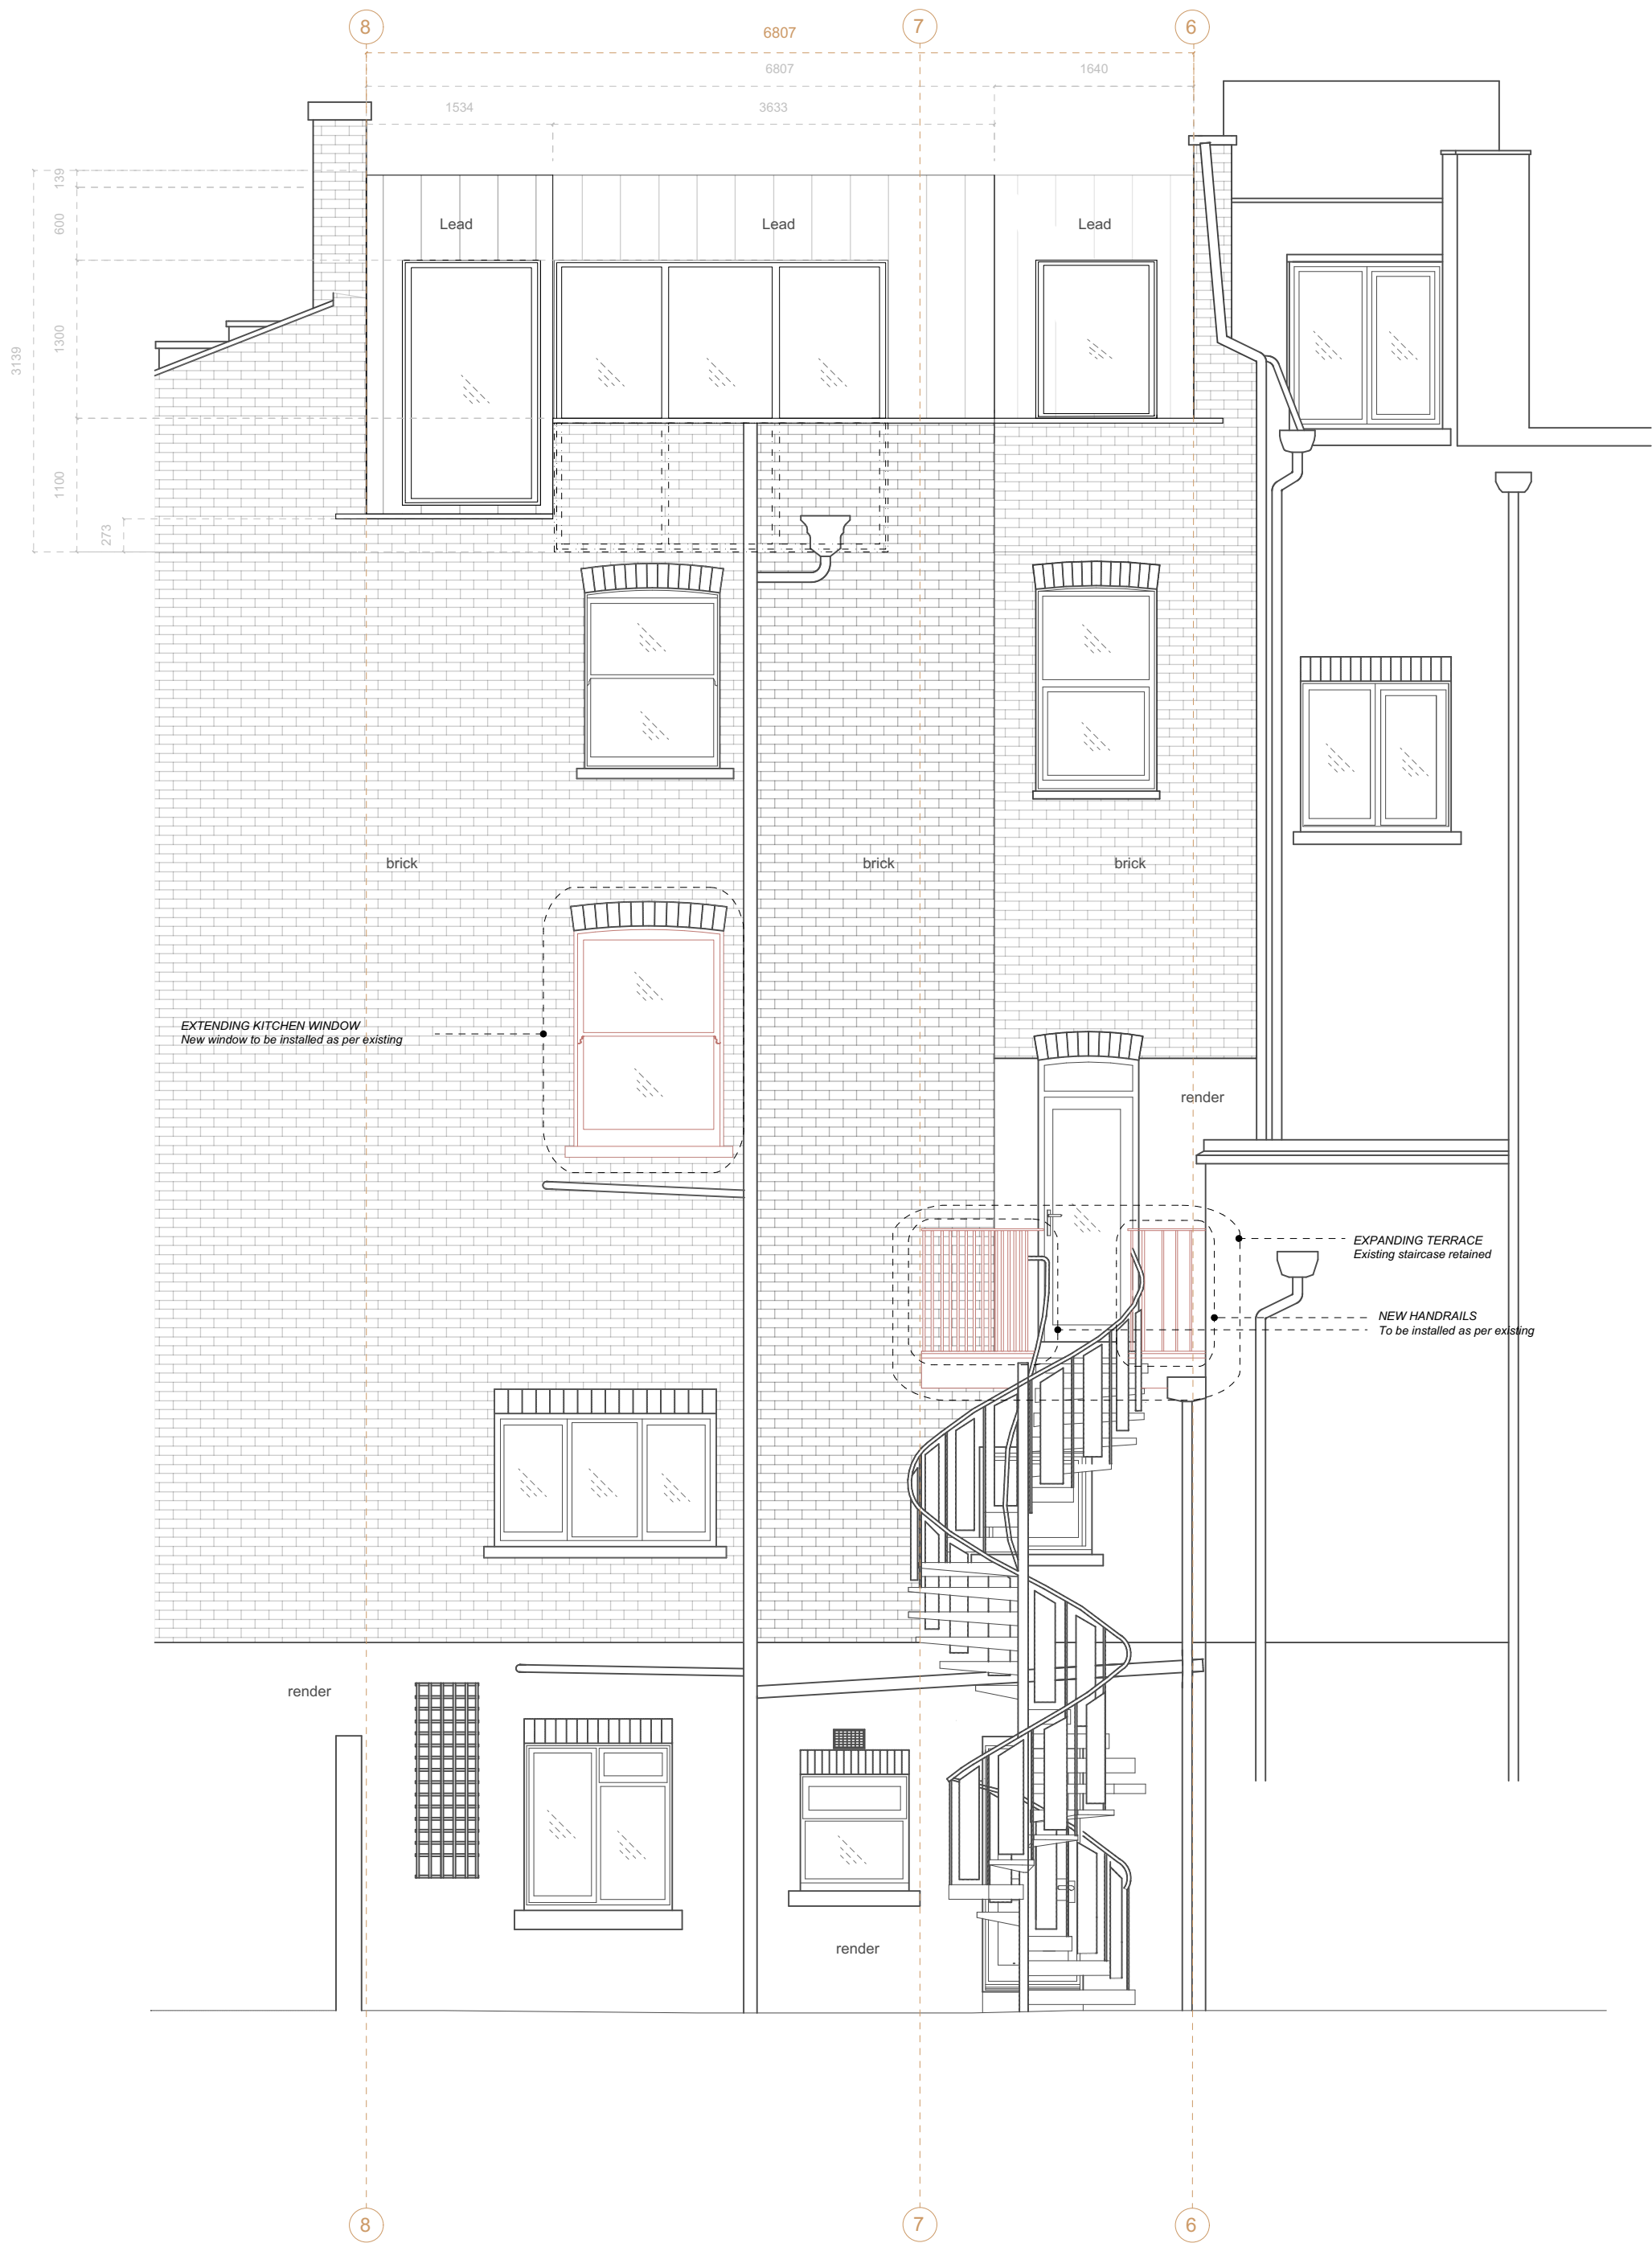 8
7
6
6807
6807
1640
1534
3633
139
600
1300
3139
1100
273
Lead
Lead
Lead
brick
brick
brick
EXTENDING KITCHEN WINDOW
New window to be installed as per existing
render
EXPANDING TERRACE
Existing staircase retained
NEW HANDRAILS
To be installed as per existing
render
render
8
7
6